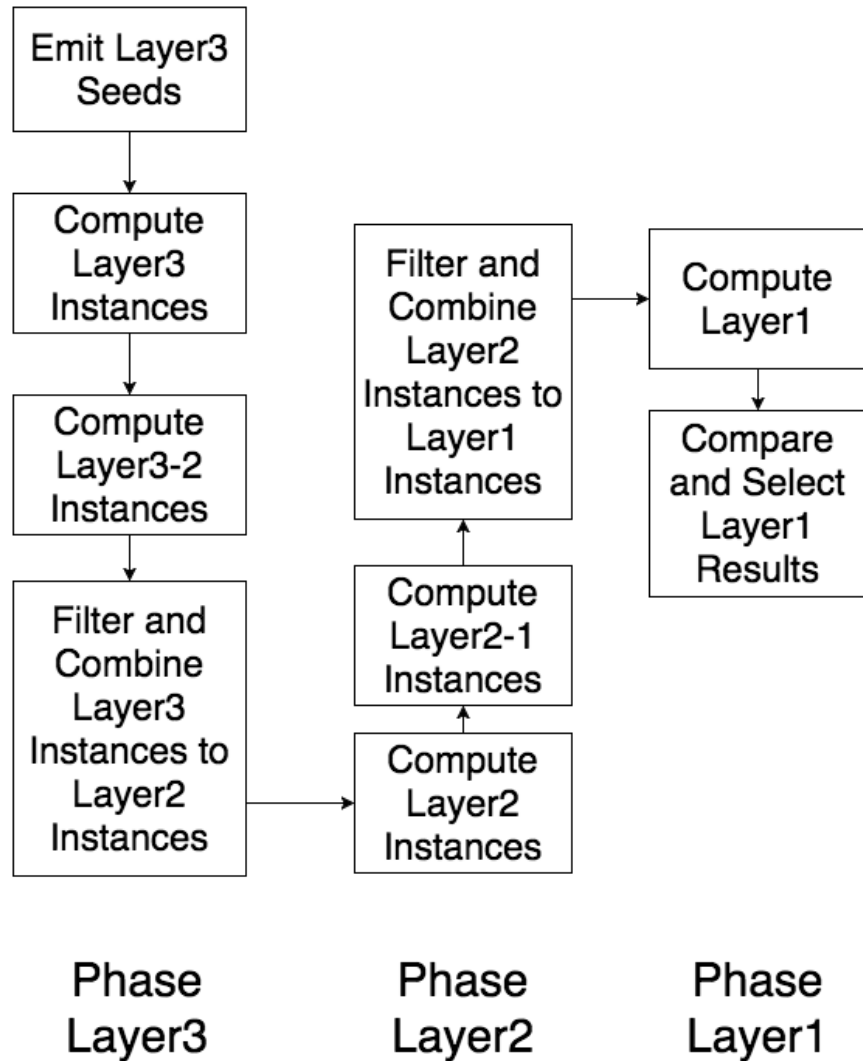 Emit Layer3
Seeds
Compute
Layer3
Instances
Compute
Layer3-2
Instances
Filter and
Combine
Layer3
Instances to
Layer2
Instances
Filter and
Combine
Layer2
Instances to
Layer1
Instances
Compute
Layer2-1
Instances
Compute
Layer2
Instances
Compute
Layer1
Compare
and Select
Layer1
Results
Phase
Layer3
Phase
Layer2
Phase
Layer1